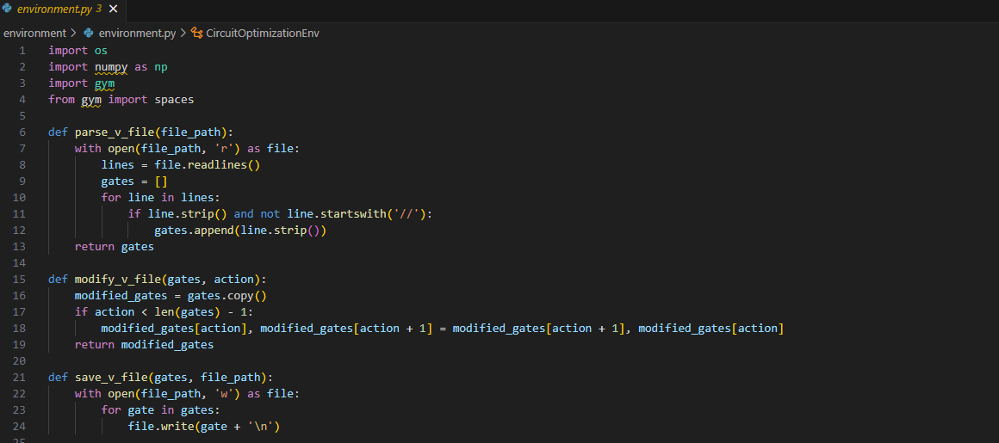 environment.py 3 ✕
environment > environment.py > CircuitOptimizationEnv
1 import os
2 import numpy as np
3 import gym
4 from gym import spaces
5
6 def parse_v_file(file_path):
7     with open(file_path, 'r') as file:
8         lines = file.readlines()
9         gates = []
10         for line in lines:
11             if line.strip() and not line.startswith('//'):
12                 gates.append(line.strip())
13     return gates
14
15 def modify_v_file(gates, action):
16     modified_gates = gates.copy()
17     if action < len(gates) - 1:
18         modified_gates[action], modified_gates[action + 1] = modified_gates[action + 1], modified_gates[action]
19     return modified_gates
20
21 def save_v_file(gates, file_path):
22     with open(file_path, 'w') as file:
23         for gate in gates:
24             file.write(gate + '\n')
25